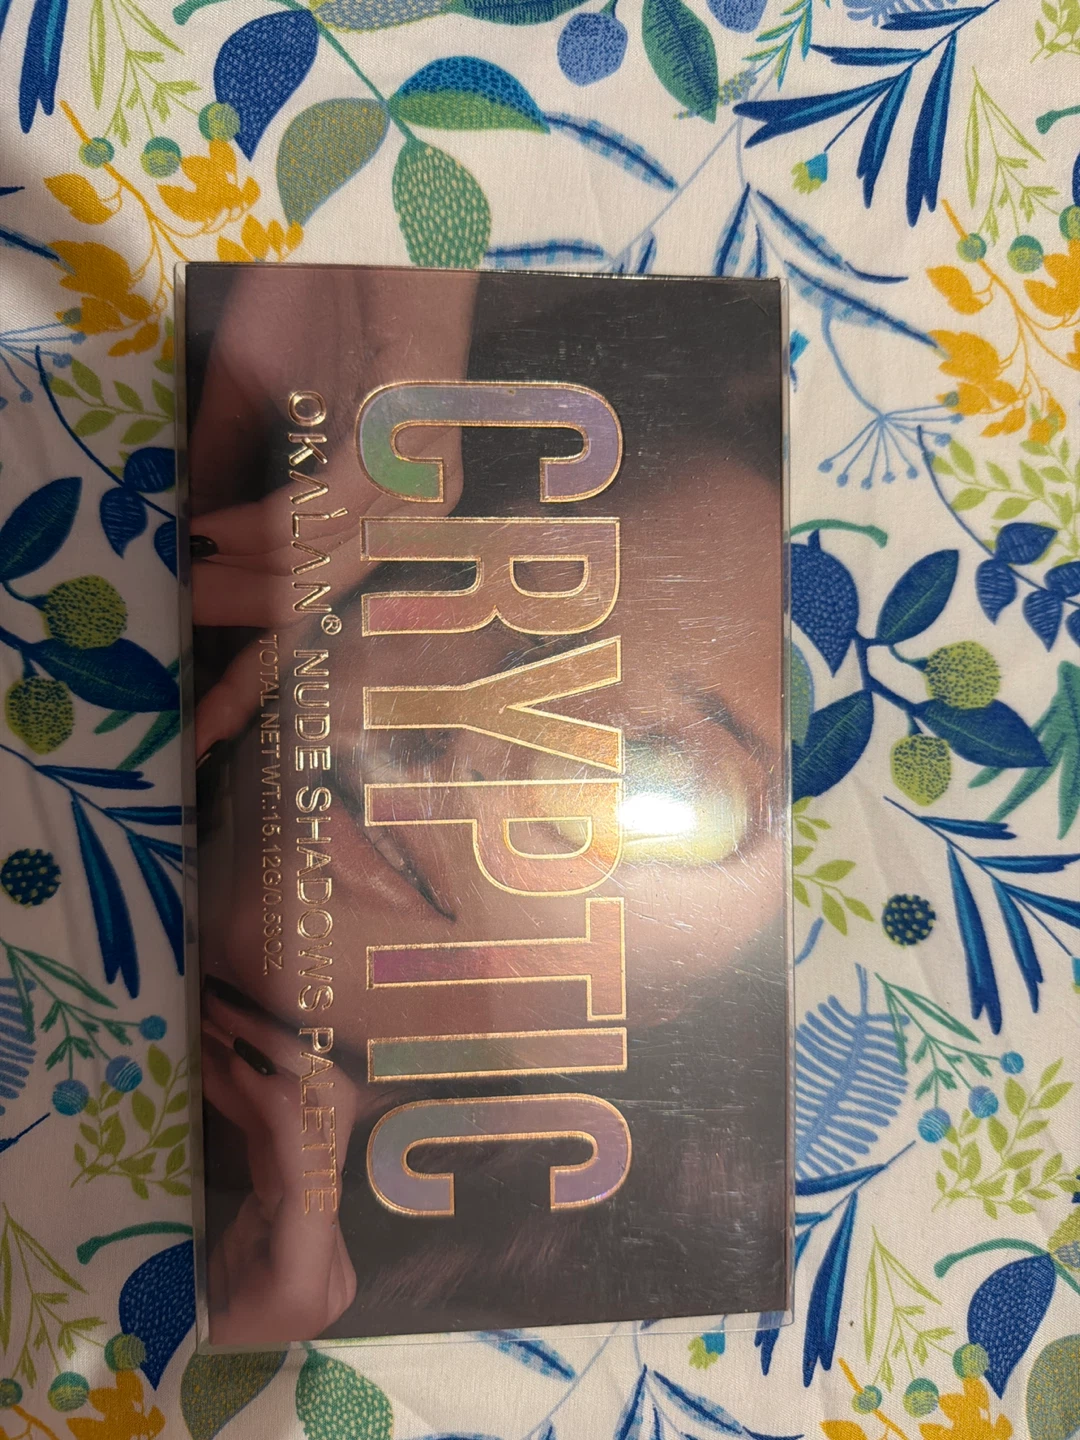 CRYPTIC
OKALAN® NUDE SHADOWS PALETTE
TOTAL NET WT.:15.12G/0.53OZ.